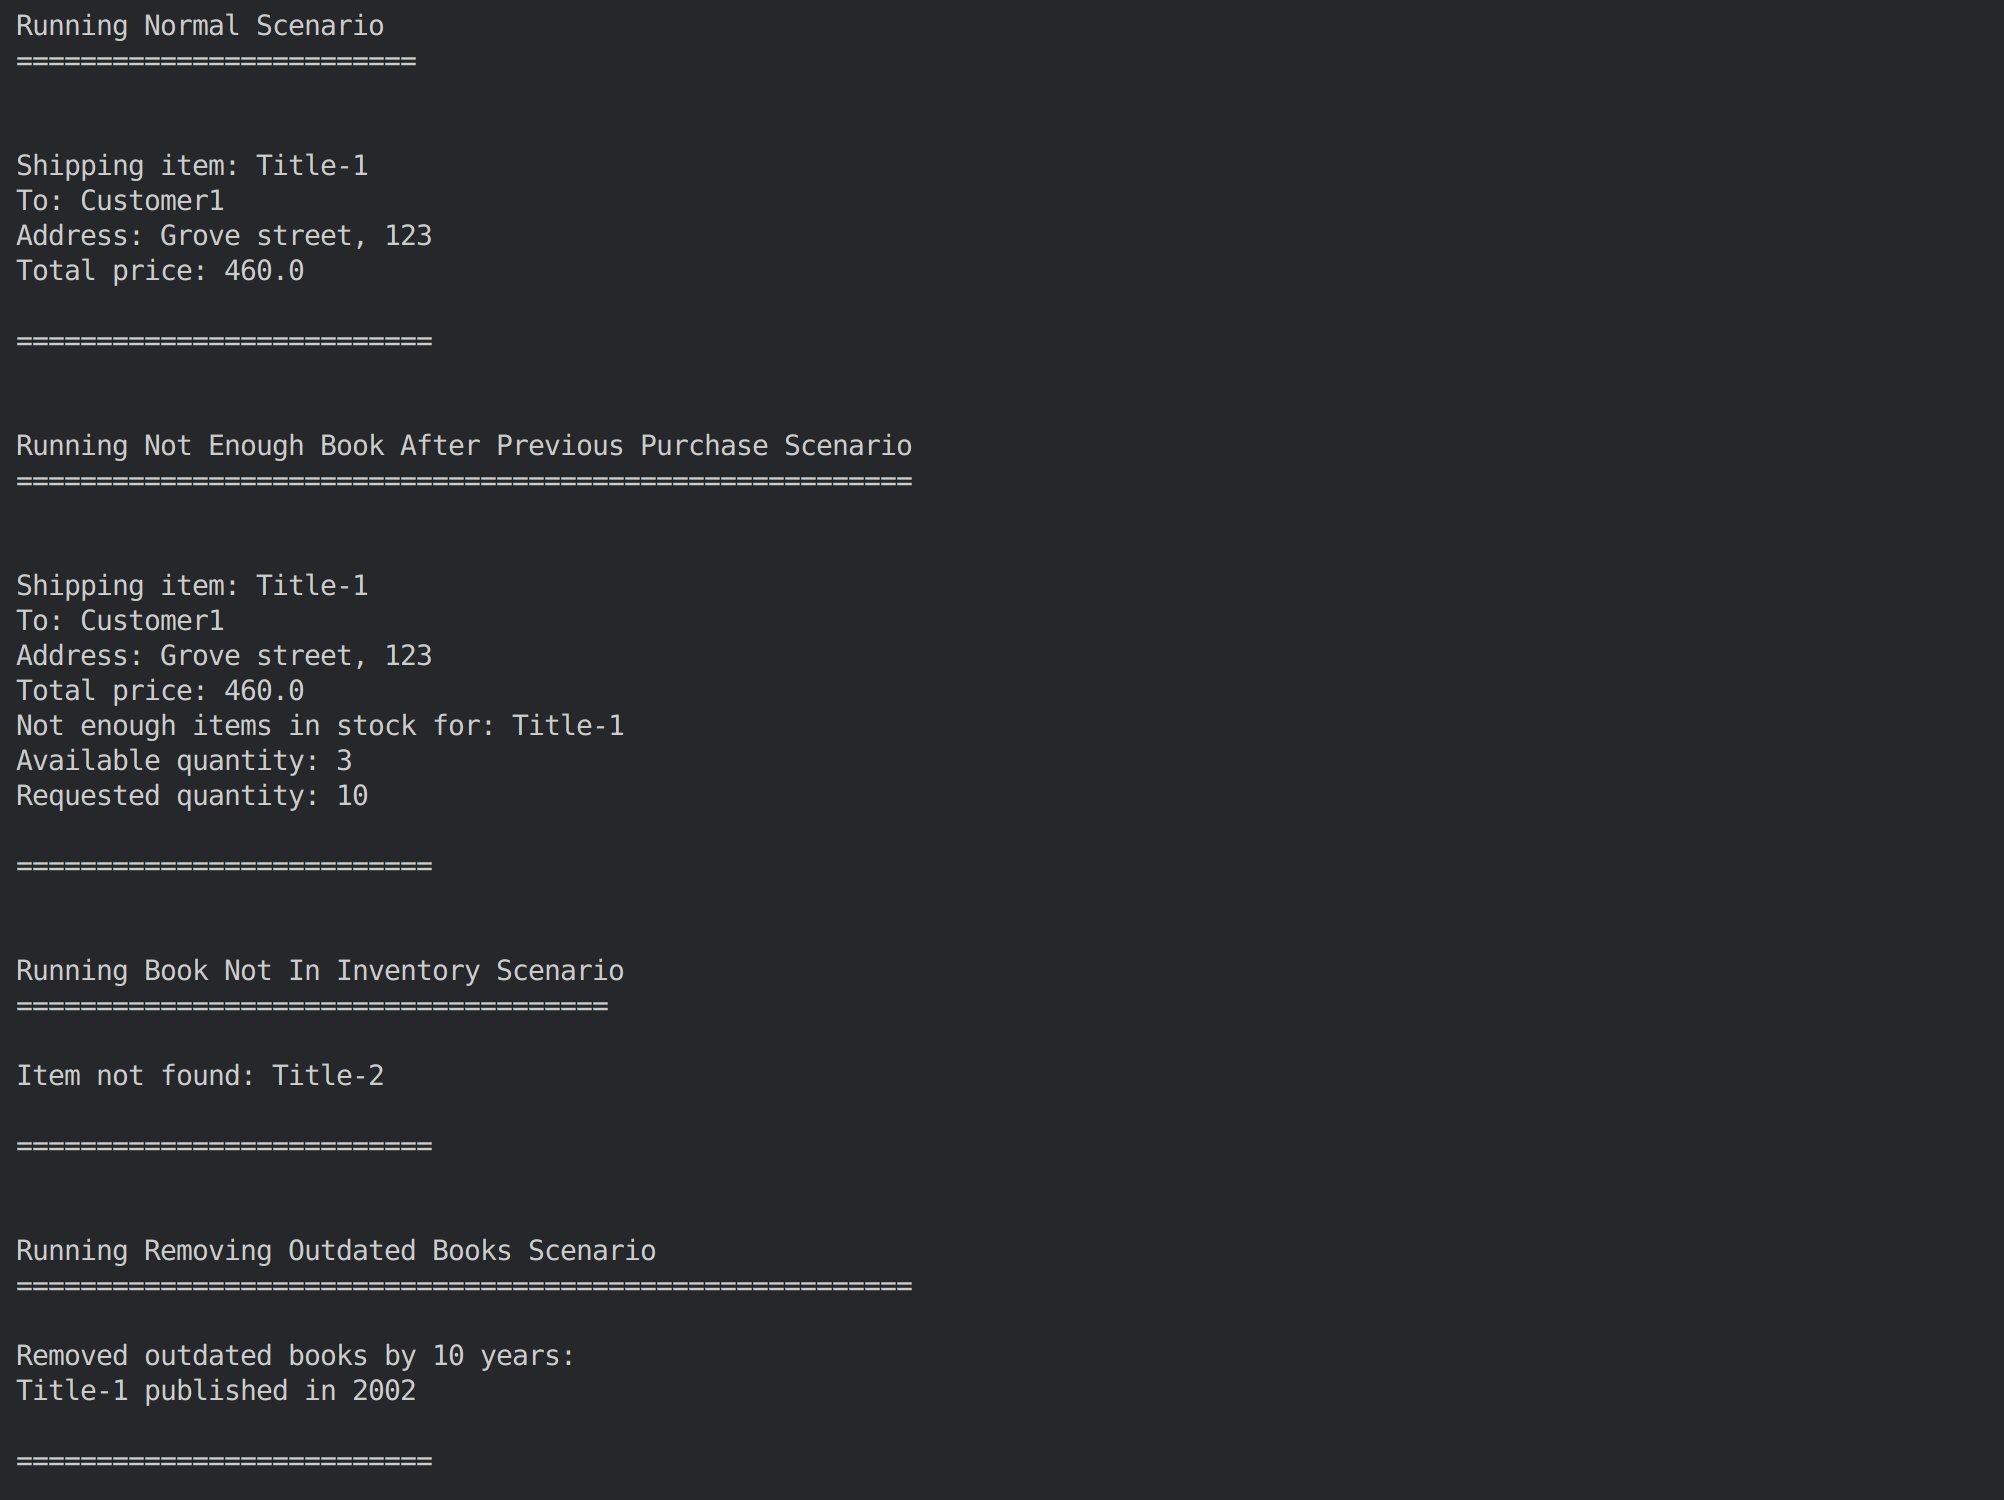 Running Normal Scenario
=========================
Shipping item: Title-1
To: Customer1
Address: Grove street, 123
Total price: 460.0
==========================
Running Not Enough Book After Previous Purchase Scenario
========================================================
Shipping item: Title-1
To: Customer1
Address: Grove street, 123
Total price: 460.0
Not enough items in stock for: Title-1
Available quantity: 3
Requested quantity: 10
==========================
Running Book Not In Inventory Scenario
=====================================
Item not found: Title-2
==========================
Running Removing Outdated Books Scenario
========================================================
Removed outdated books by 10 years:
Title-1 published in 2002
==========================